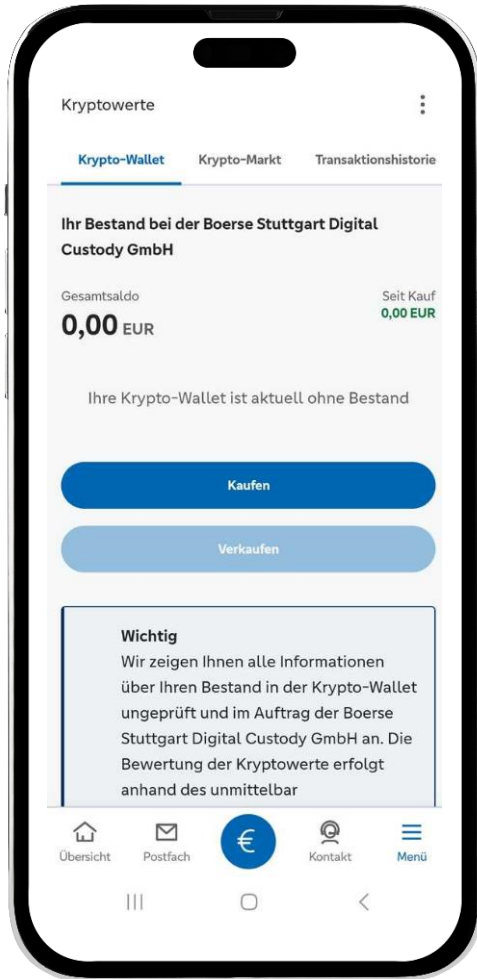 Kryptowerte
Krypto-Wallet Krypto-Markt Transaktionshistorie
Ihr Bestand bei der Boerse Stuttgart Digital
Custody GmbH
Gesamtsaldo Seit Kauf
0,00 EUR 0,00 EUR
Ihre Krypto-Wallet ist aktuell ohne Bestand
Kaufen
Verkaufen
Wichtig
Wir zeigen Ihnen alle Informationen
über Ihren Bestand in der Krypto-Wallet
ungeprüft und im Auftrag der Boerse
Stuttgart Digital Custody GmbH an. Die
Bewertung der Kryptowerte erfolgt
anhand des unmittelbar
€
Übersicht Postfach Kontakt Menü